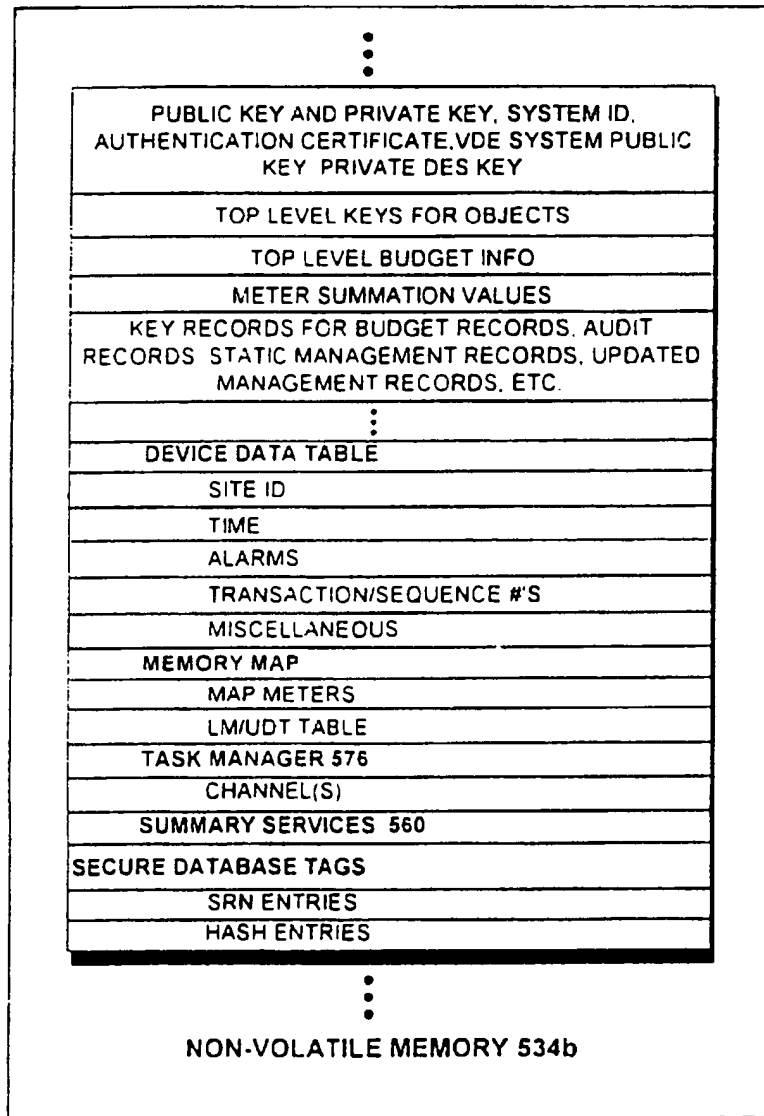 PUBLIC KEY AND PRIVATE KEY, SYSTEM ID,
AUTHENTICATION CERTIFICATE,VDE SYSTEM PUBLIC
KEY PRIVATE DES KEY
TOP LEVEL KEYS FOR OBJECTS
TOP LEVEL BUDGET INFO
METER SUMMATION VALUES
KEY RECORDS FOR BUDGET RECORDS, AUDIT
RECORDS STATIC MANAGEMENT RECORDS, UPDATED
MANAGEMENT RECORDS, ETC.
DEVICE DATA TABLE
SITE ID
TIME
ALARMS
TRANSACTION/SEQUENCE #'S
MISCELLANEOUS
MEMORY MAP
MAP METERS
LM/UDT TABLE
TASK MANAGER 576
CHANNEL(S)
SUMMARY SERVICES 560
SECURE DATABASE TAGS
SRN ENTRIES
HASH ENTRIES
NON-VOLATILE MEMORY 534b